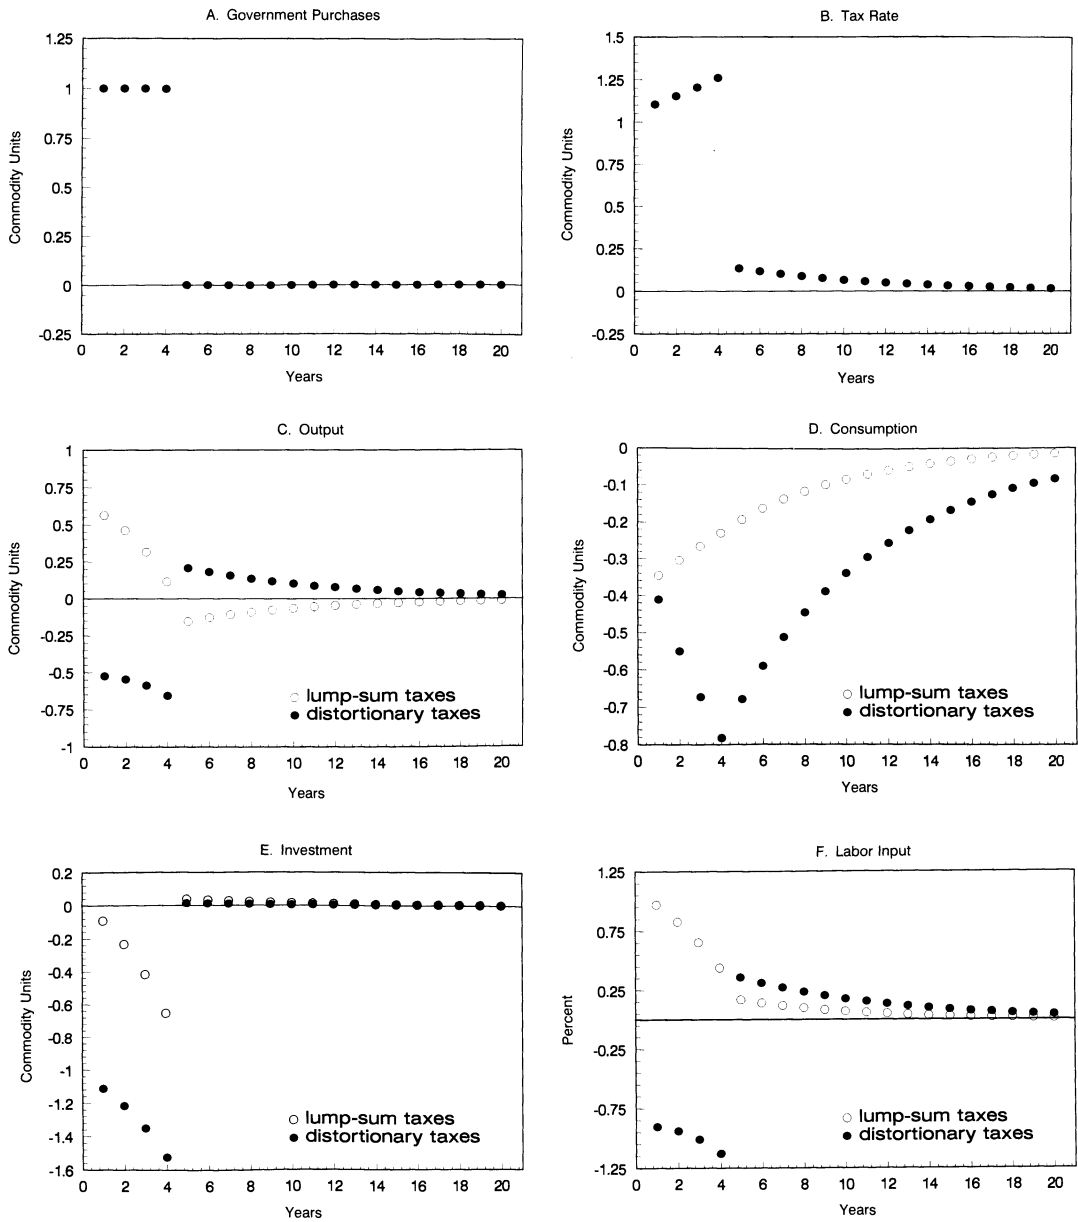 A. Government Purchases
1.25
1
0.75
0.5
0.25
0
-0.25
Commodity Units
0 2 4 6 8 10 12 14 16 18 20
Years
B. Tax Rate
1.5
1.25
1
0.75
0.5
0.25
0
-0.25
Commodity Units
0 2 4 6 8 10 12 14 16 18 20
Years
C. Output
1
0.75
0.5
0.25
0
-0.25
-0.5
-0.75
-1
Commodity Units
lump-sum taxes
distortionary taxes
0 2 4 6 8 10 12 14 16 18 20
Years
D. Consumption
0
-0.1
-0.2
-0.3
-0.4
-0.5
-0.6
-0.7
-0.8
Commodity Units
lump-sum taxes
distortionary taxes
0 2 4 6 8 10 12 14 16 18 20
Years
E. Investment
0.2
0
-0.2
-0.4
-0.6
-0.8
-1
-1.2
-1.4
-1.6
Commodity Units
lump-sum taxes
distortionary taxes
0 2 4 6 8 10 12 14 16 18 20
Years
F. Labor Input
1.25
0.75
0.25
-0.25
-0.75
-1.25
Percent
lump-sum taxes
distortionary taxes
0 2 4 6 8 10 12 14 16 18 20
Years